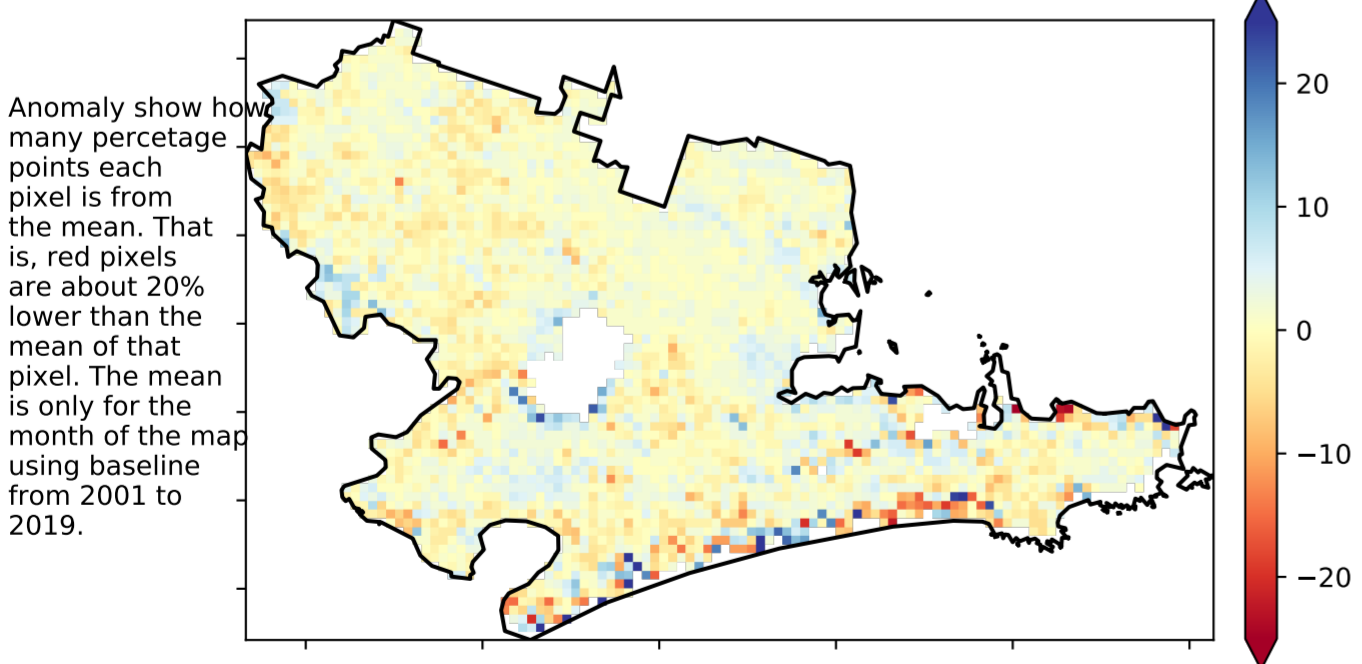 Anomaly show how
many percetage
points each
pixel is from
the mean. That
is, red pixels
are about 20%
lower than the
mean of that
pixel. The mean
is only for the
month of the map
using baseline
from 2001 to
2019.
20
10
0
−10
−20